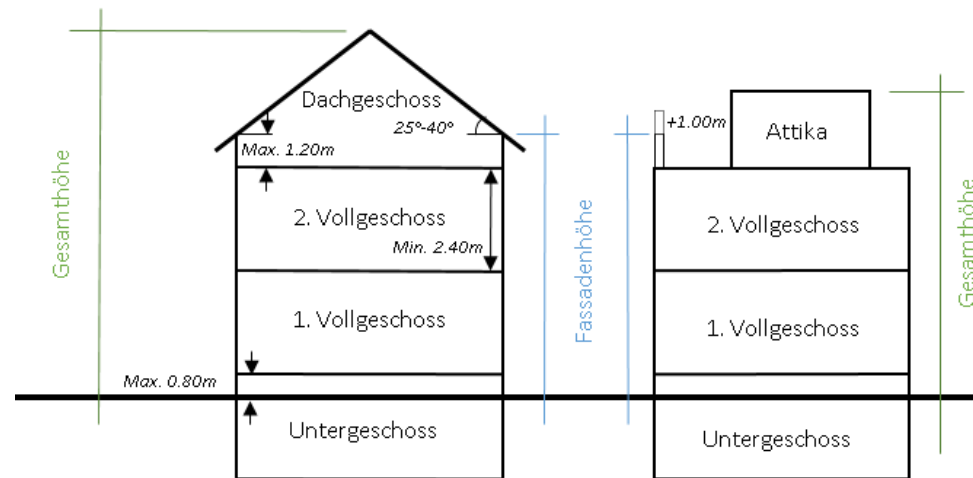 Gesamthöhe
Dachgeschoss
25°-40°
Max. 1.20m
2. Vollgeschoss
Min. 2.40m
1. Vollgeschoss
Max. 0.80m
Untergeschoss
Fassadenhöhe
+1.00m
Attika
2. Vollgeschoss
1. Vollgeschoss
Untergeschoss
Gesamthöhe